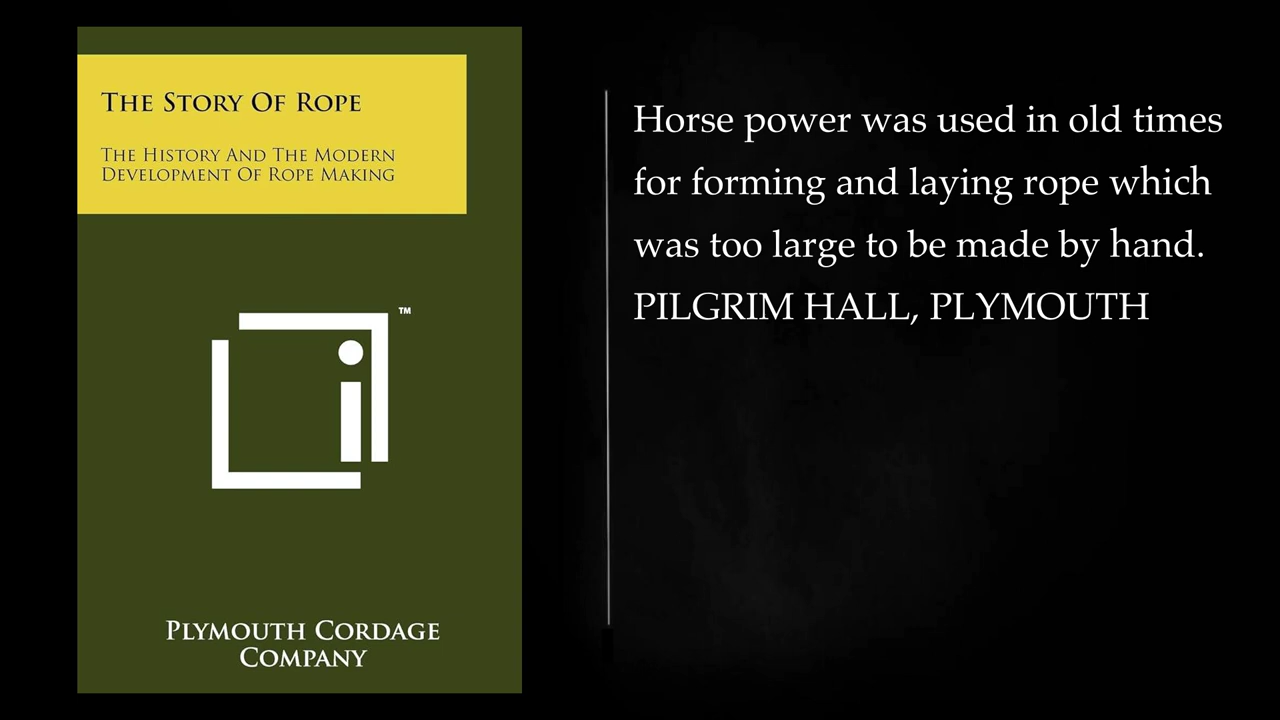 The Story Of Rope
The History And The Modern
Development Of Rope Making
TM
i
Plymouth Cordage
Company
Horse power was used in old times
for forming and laying rope which
was too large to be made by hand.
PILGRIM HALL, PLYMOUTH